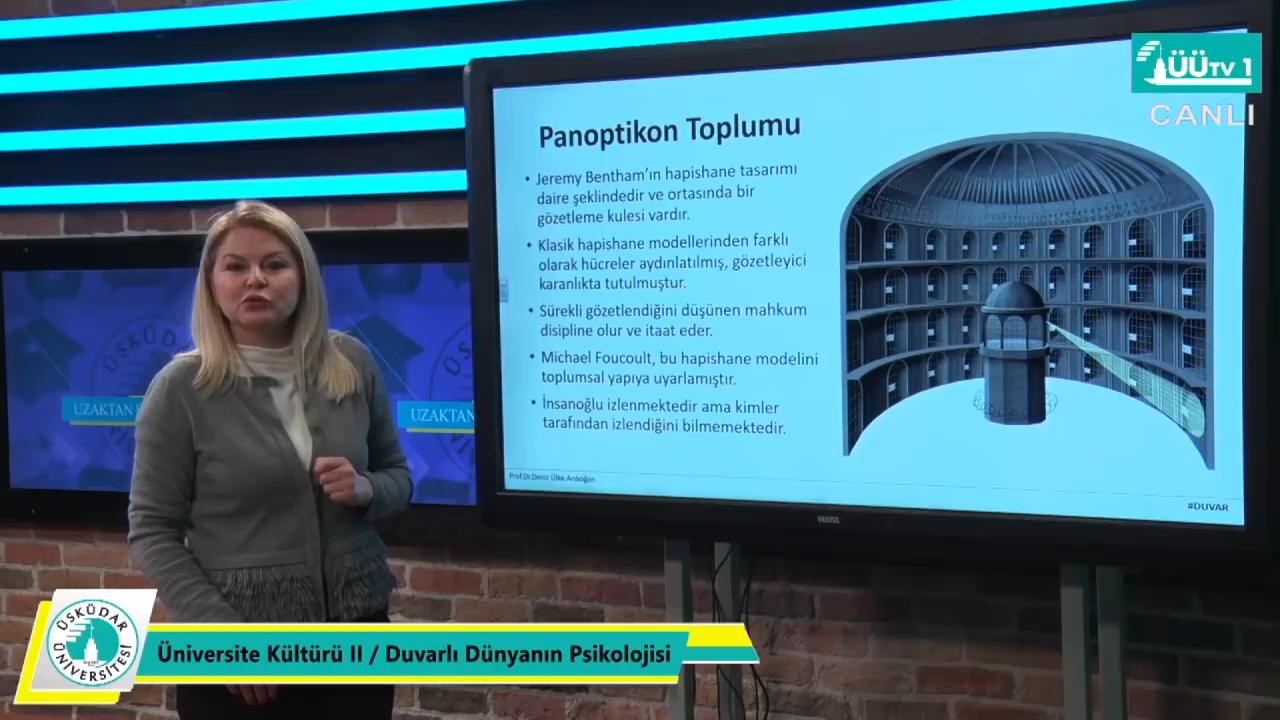 ÜÜTV 1
CANLI
Panoptikon Toplumu
• Jeremy Bentham'ın hapishane tasarımı
daire şeklindedir ve ortasında bir
gözetleme kulesi vardır.
• Klasik hapishane modellerinden farklı
olarak hücreler aydınlatılmış, gözetleyici
karanlıkta tutulmuştur.
• Sürekli gözetlendiğini düşünen mahkum
disipline olur ve itaat eder.
• Michael Foucoult, bu hapishane modelini
toplumsal yapıya uyarlamıştır.
• İnsanoğlu izlenmektedir ama kimler
tarafından izlendiğini bilmemektedir.
Prof.Dr.Deniz Ülke Arıboğan
#DUVAR
VESTEL
UZAKTAN
UZAKTAN
ÜSKÜD
ÜSKÜDAR
ÜNİVERSİTESİ
Üniversite Kültürü II / Duvarlı Dünyanın Psikolojisi